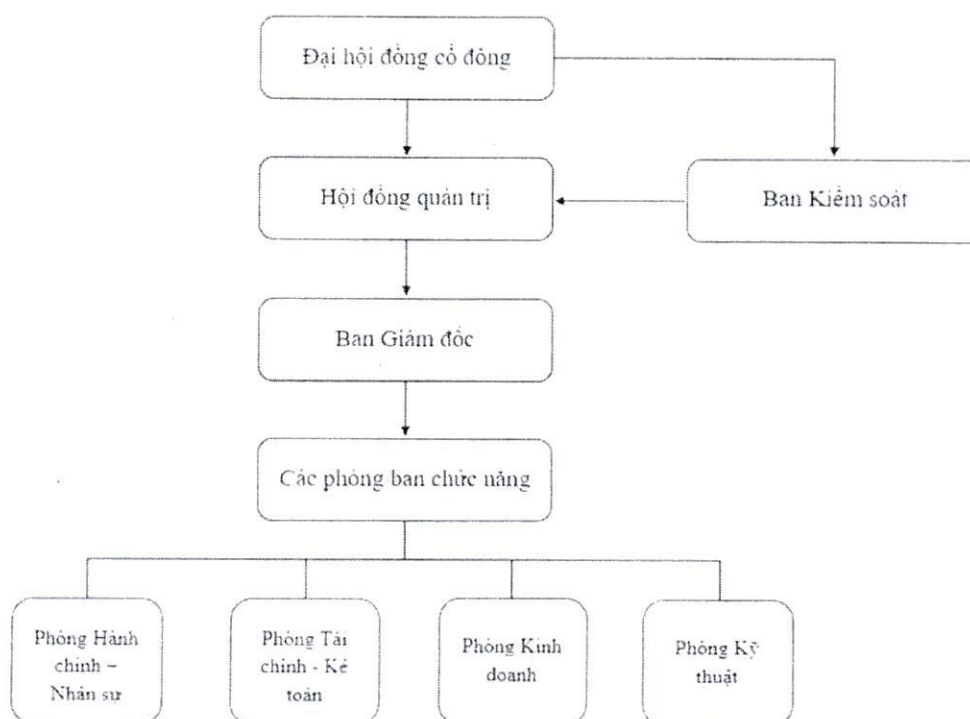 Đại hội đồng cổ đông
Hội đồng quản trị
Ban Kiểm soát
Ban Giám đốc
Các phòng ban chức năng
Phòng Hành
chính –
Nhân sự
Phòng Tài
chính - Kế
toán
Phòng Kinh
doanh
Phòng Kỹ
thuật